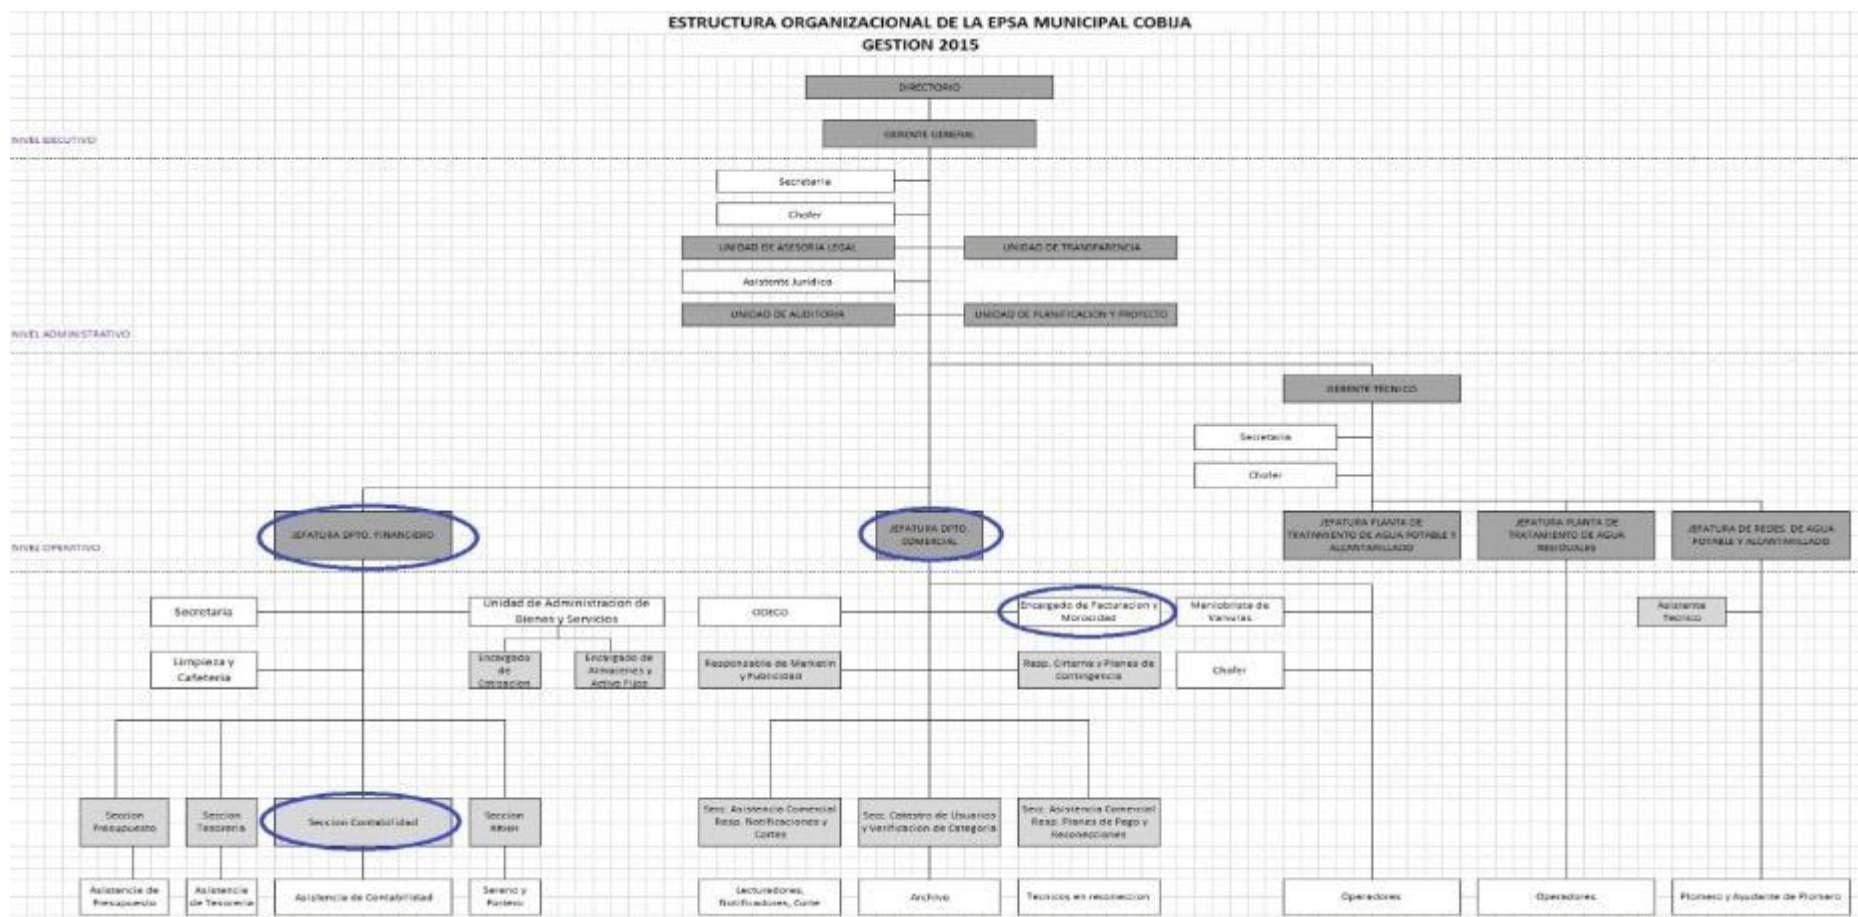 ESTRUCTURA ORGANIZACIONAL DE LA EPSA MUNICIPAL COBIJA
GESTION 2015
DIRECTORIO
GERENTE GENERAL
NIVEL EJECUTIVO
Secretaria
Chofer
UNIDAD DE ASESORIA LEGAL
UNIDAD DE TRANSPARENCIA
Asistente Juridico
UNIDAD DE AUDITORIA
UNIDAD DE PLANIFICACION Y PROYECTO
NIVEL ADMINISTRATIVO
GERENTE TECNICO
Secretaria
Chofer
JEFATURA DPTO. FINANCIERO
JEFATURA DPTO.
COMERCIAL
JEFATURA PLANTA DE
TRATAMIENTO DE AGUA POTABLE Y
ALCANTARILLADO
JEFATURA PLANTA DE
TRATAMIENTO DE AGUA
RESIDUALES
JEFATURA DE REDES. DE AGUA
POTABLE Y ALCANTARILLADO
NIVEL OPERATIVO
Secretaria
Unidad de Administracion de
Bienes y Servicios
ODECO
Encargado de Facturacion y
Morosidad
Maniobrista de
Valvulas
Asistente
Tecnico
Limpieza y
Cafeteria
Encargado
de
Cotizacion
Encargado de
Almacenes y
Activo Fijos
Responsable de Marketin
y Publicidad
Resp. Cisterna y Planes de
Contingencia
Chofer
Seccion
Presupuesto
Seccion
Tesoreria
Seccion Contabilidad
Seccion
RRHH
Secc. Asistencia Comercial
Resp. Notificaciones y
Cortes
Secc. Catastro de Usuarios
y Verificacion de Categoria
Secc. Asistencia Comercial
Resp. Planes de Pago y
Reconecciones
Asistencia de
Presupuesto
Asistencia
de Tesoreria
Asistencia de Contabilidad
Sereno y
Portero
Lecturadores,
Notificadores, Corte
Archivo
Tecnicos en reconeccion
Operadores
Operadores
Plomero y Ayudante de Plomero